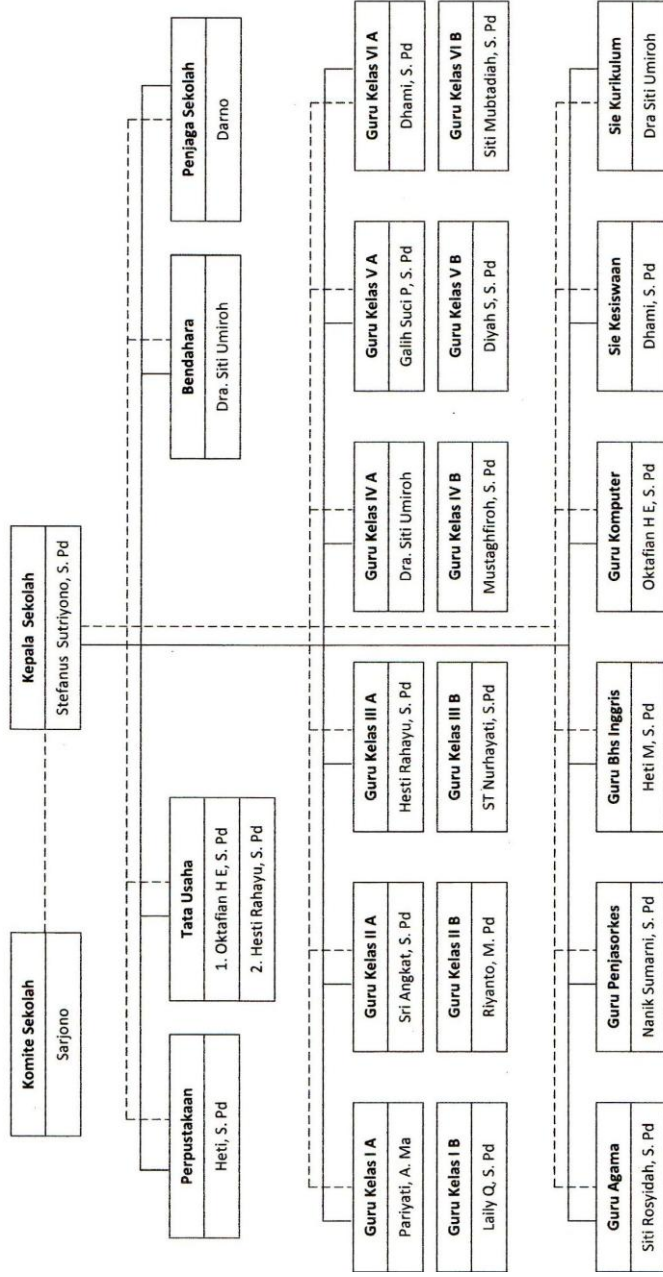 Komite Sekolah
Sarjono
Kepala Sekolah
Stefanus Sutriyono, S. Pd
Perpustakaan
Heti, S. Pd
Tata Usaha
1. Oktafian H E, S. Pd
2. Hesti Rahayu, S. Pd
Bendahara
Dra. Siti Umiroh
Penjaga Sekolah
Darno
Guru Kelas I A
Pariyati, A. Ma
Guru Kelas II A
Sri Angkat, S. Pd
Guru Kelas III A
Hesti Rahayu, S. Pd
Guru Kelas IV A
Dra. Siti Umiroh
Guru Kelas V A
Galih Suci P, S. Pd
Guru Kelas VI A
Dhami, S. Pd
Guru Kelas I B
Laily Q, S. Pd
Guru Kelas II B
Riyanto, M. Pd
Guru Kelas III B
ST Nurhayati, S.Pd
Guru Kelas IV B
Mustaghfiroh, S. Pd
Guru Kelas V B
Diyah S, S. Pd
Guru Kelas VI B
Siti Mubtadiah, S. Pd
Guru Agama
Siti Rosyidah, S. Pd
Guru Penjasorkes
Nanik Sumarni, S. Pd
Guru Bhs Inggris
Heti M, S. Pd
Guru Komputer
Oktafian H E, S. Pd
Sie Kesiswaan
Dhami, S. Pd
Sie Kurikulum
Dra Siti Umiroh